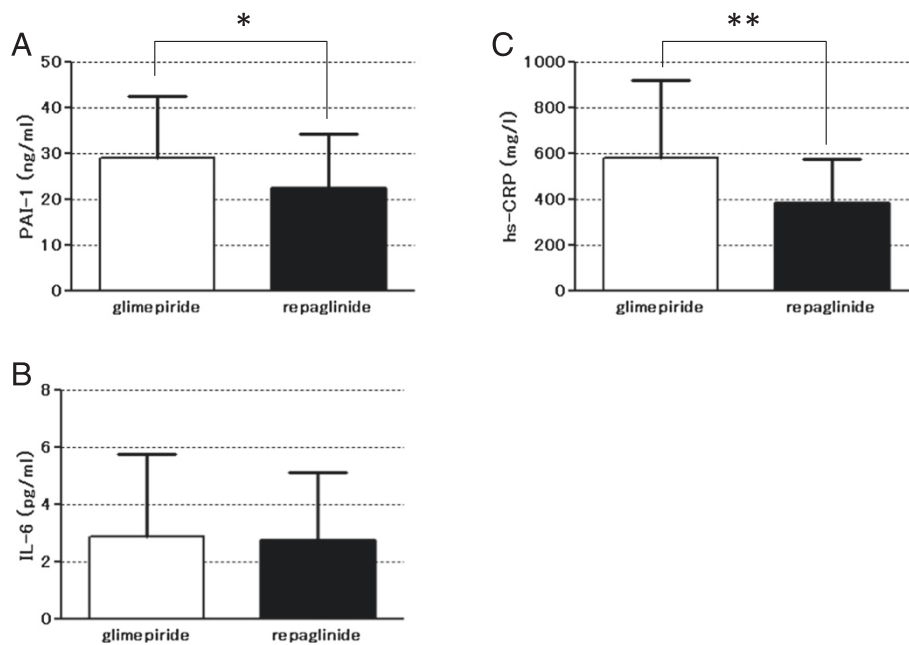 A
*
50
40
30
20
10
0
PAI-1 (ng/ml)
glimepiride repaglinide
C
**
1000
800
600
400
200
0
hs-CRP (mg/l)
glimepiride repaglinide
B
8
6
4
2
0
IL-6 (pg/ml)
glimepiride repaglinide